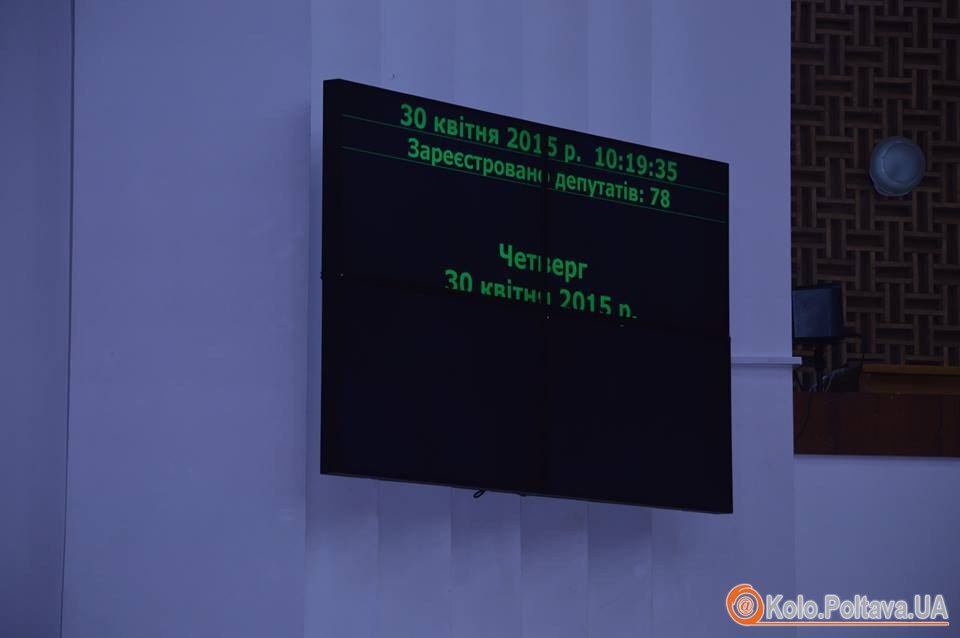 30 квітня 2015 р. 10:19:35
Зареєстровано депутатів: 78
Четверг
30 квітня 2015 р.
@Kolo.Poltava.UA